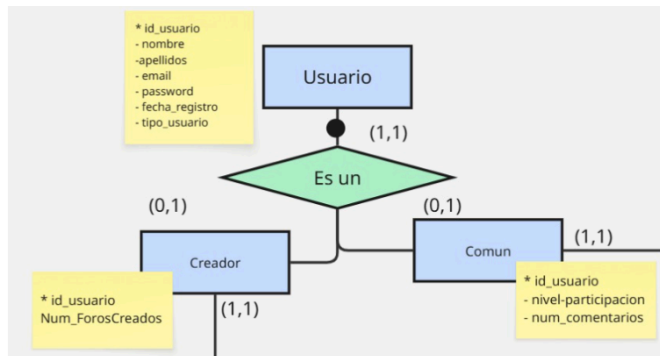 * id_usuario
- nombre
-apellidos
- email
- password
- fecha_registro
- tipo_usuario
Usuario
(1,1)
Es un
(0,1)
(0,1)
Creador
Comun
(1,1)
* id_usuario
Num_ForosCreados
(1,1)
* id_usuario
- nivel-participacion
- num_comentarios